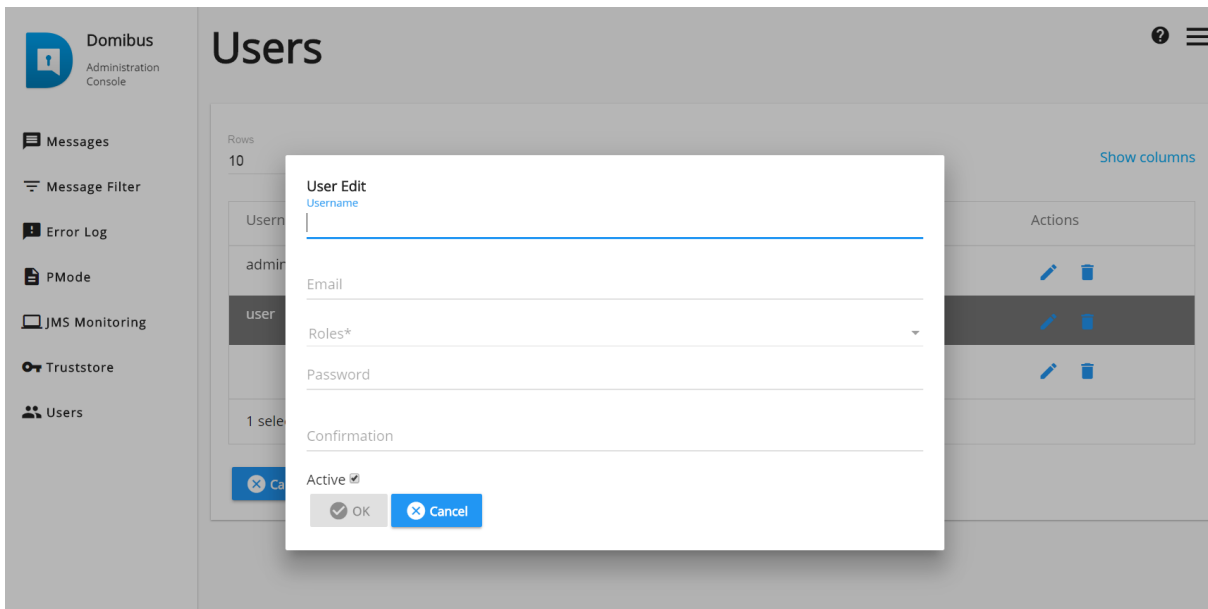 Domibus
Administration
Console
Users
Messages
Message Filter
Error Log
PMode
JMS Monitoring
Truststore
Users
Rows
10
Show columns
Usern
Actions
admin
user
1 sele
Ca
User Edit
Username
Email
Roles*
Password
Confirmation
Active
OK
Cancel